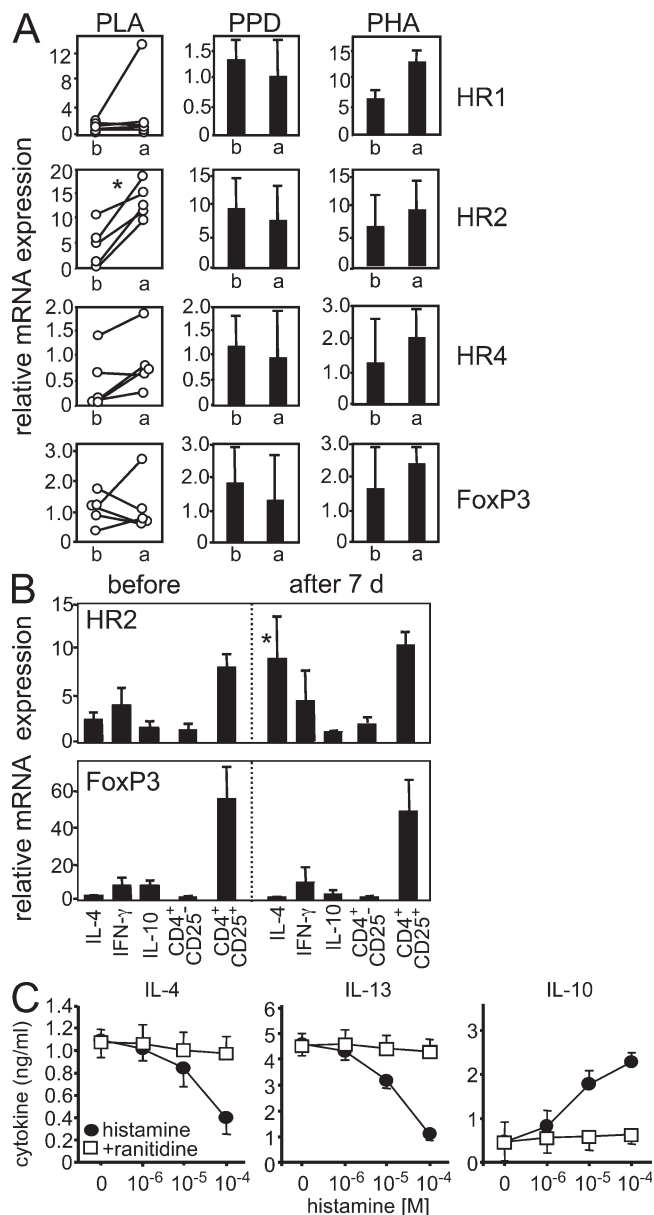 A
PLA PPD PHA
relative mRNA expression
12
8
4
0
b a
1.5
1.0
0.5
0
b a
15
10
5
0
b a
HR1
20
15
10
5
0
*
b a
15
10
5
0
b a
15
10
5
0
b a
HR2
2.0
1.5
1.0
0.5
0
b a
2.0
1.5
1.0
0.5
0
b a
3.0
2.0
1.0
0
b a
HR4
3.0
2.0
1.0
0
b a
3.0
2.0
1.0
0
b a
3.0
2.0
1.0
0
b a
FoxP3
B
before after 7 d
relative mRNA expression
15
10
5
0
HR2
*
60
40
20
0
FoxP3
IL-4
IFN-γ
IL-10
CD4+
CD25-
CD4+
CD25+
IL-4
IFN-γ
IL-10
CD4+
CD25-
CD4+
CD25+
C
IL-4 IL-13 IL-10
cytokine (ng/ml)
1.4
1.2
1.0
0.8
0.6
0.4
0.2
0
histamine
+ranitidine
6
5
4
3
2
1
0
3
2
1
0
0 10-6 10-5 10-4
0 10-6 10-5 10-4
0 10-6 10-5 10-4
histamine [M]